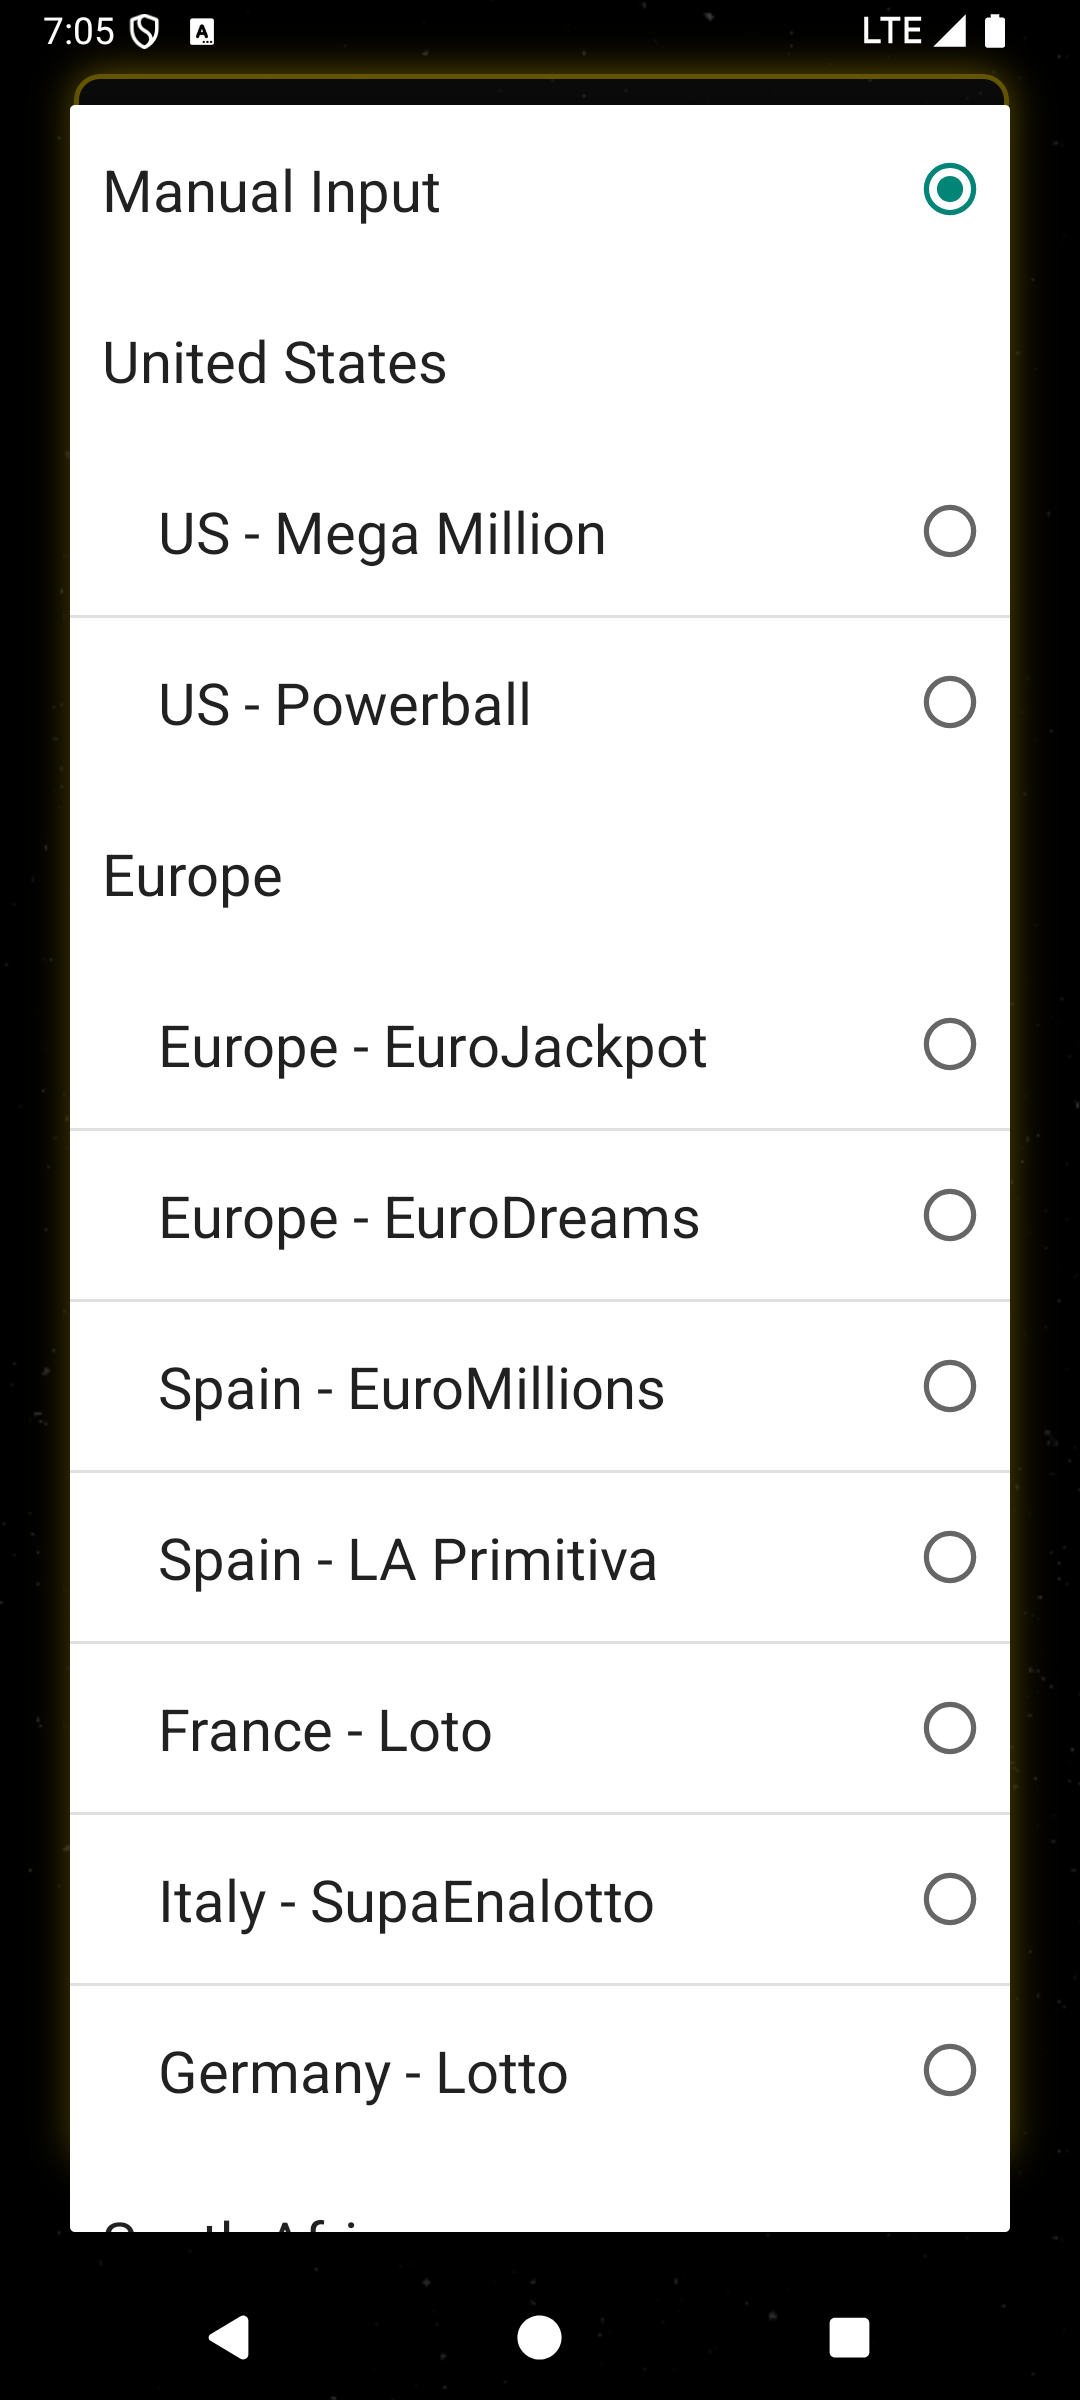 7:05
LTE
Manual Input
United States
US - Mega Million
US - Powerball
Europe
Europe - EuroJackpot
Europe - EuroDreams
Spain - EuroMillions
Spain - LA Primitiva
France - Loto
Italy - SupaEnalotto
Germany - Lotto